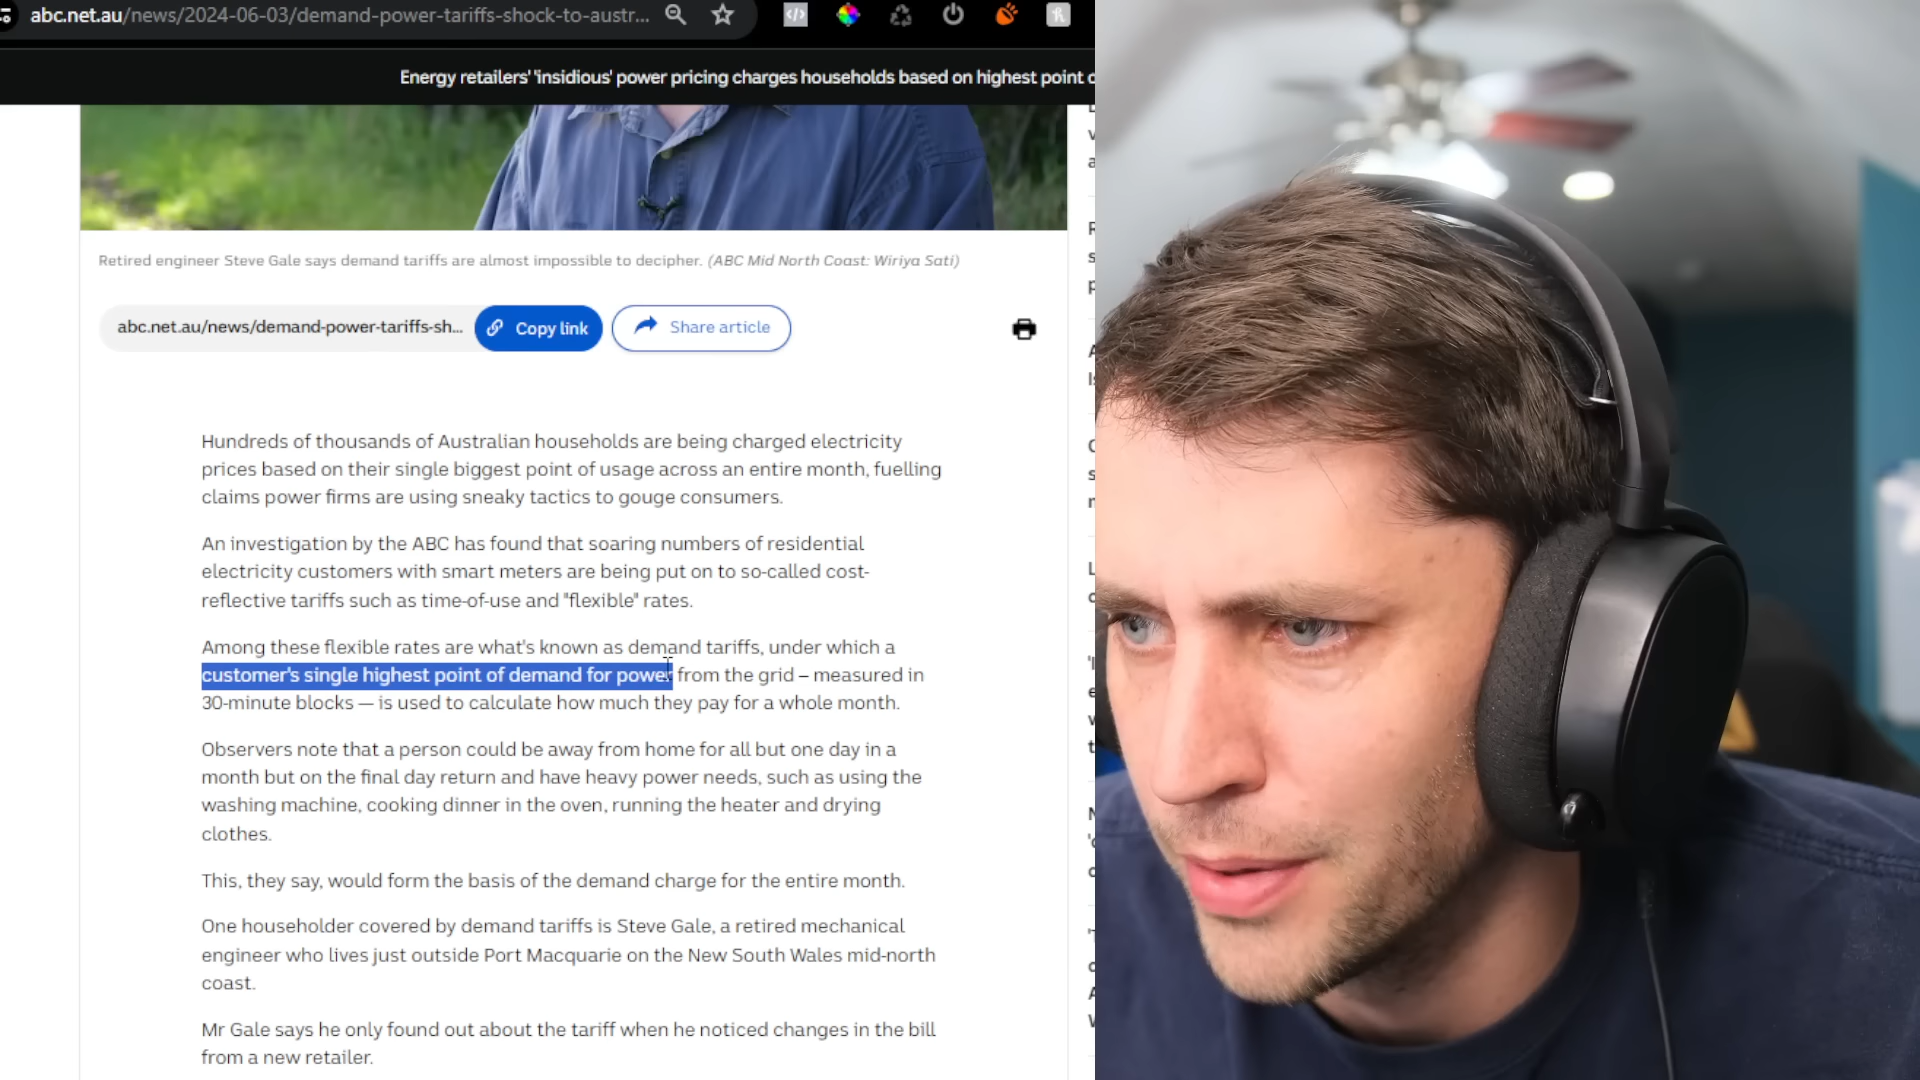 abc.net.au/news/2024-06-03/demand-power-tariffs-shock-to-austr...
Energy retailers' 'insidious' power pricing charges households based on highest point
Retired engineer Steve Gale says demand tariffs are almost impossible to decipher. (ABC Mid North Coast: Wiriya Sati)
abc.net.au/news/demand-power-tariffs-sh...
Copy link
Share article
Hundreds of thousands of Australian households are being charged electricity
prices based on their single biggest point of usage across an entire month, fuelling
claims power firms are using sneaky tactics to gouge consumers.
An investigation by the ABC has found that soaring numbers of residential
electricity customers with smart meters are being put on to so-called cost-
reflective tariffs such as time-of-use and "flexible" rates.
Among these flexible rates are what's known as demand tariffs, under which a
customer's single highest point of demand for power from the grid – measured in
30-minute blocks — is used to calculate how much they pay for a whole month.
Observers note that a person could be away from home for all but one day in a
month but on the final day return and have heavy power needs, such as using the
washing machine, cooking dinner in the oven, running the heater and drying
clothes.
This, they say, would form the basis of the demand charge for the entire month.
One householder covered by demand tariffs is Steve Gale, a retired mechanical
engineer who lives just outside Port Macquarie on the New South Wales mid-north
coast.
Mr Gale says he only found out about the tariff when he noticed changes in the bill
from a new retailer.